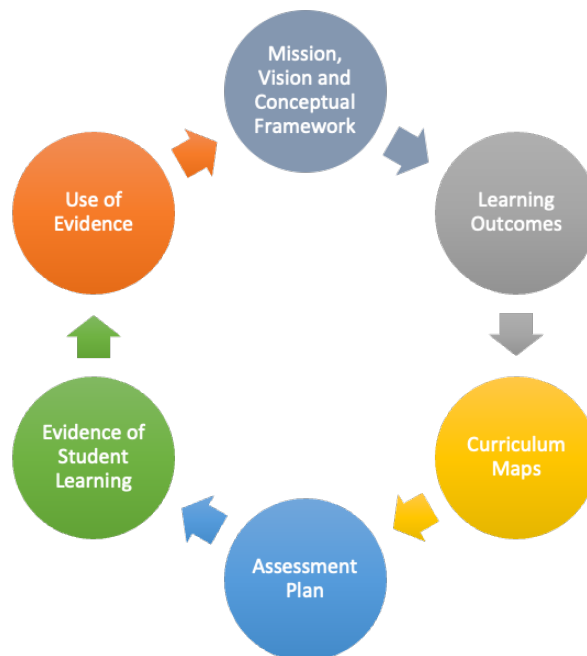 Mission,
Vision and
Conceptual
Framework
Learning
Outcomes
Curriculum
Maps
Assessment
Plan
Evidence of
Student
Learning
Use of
Evidence